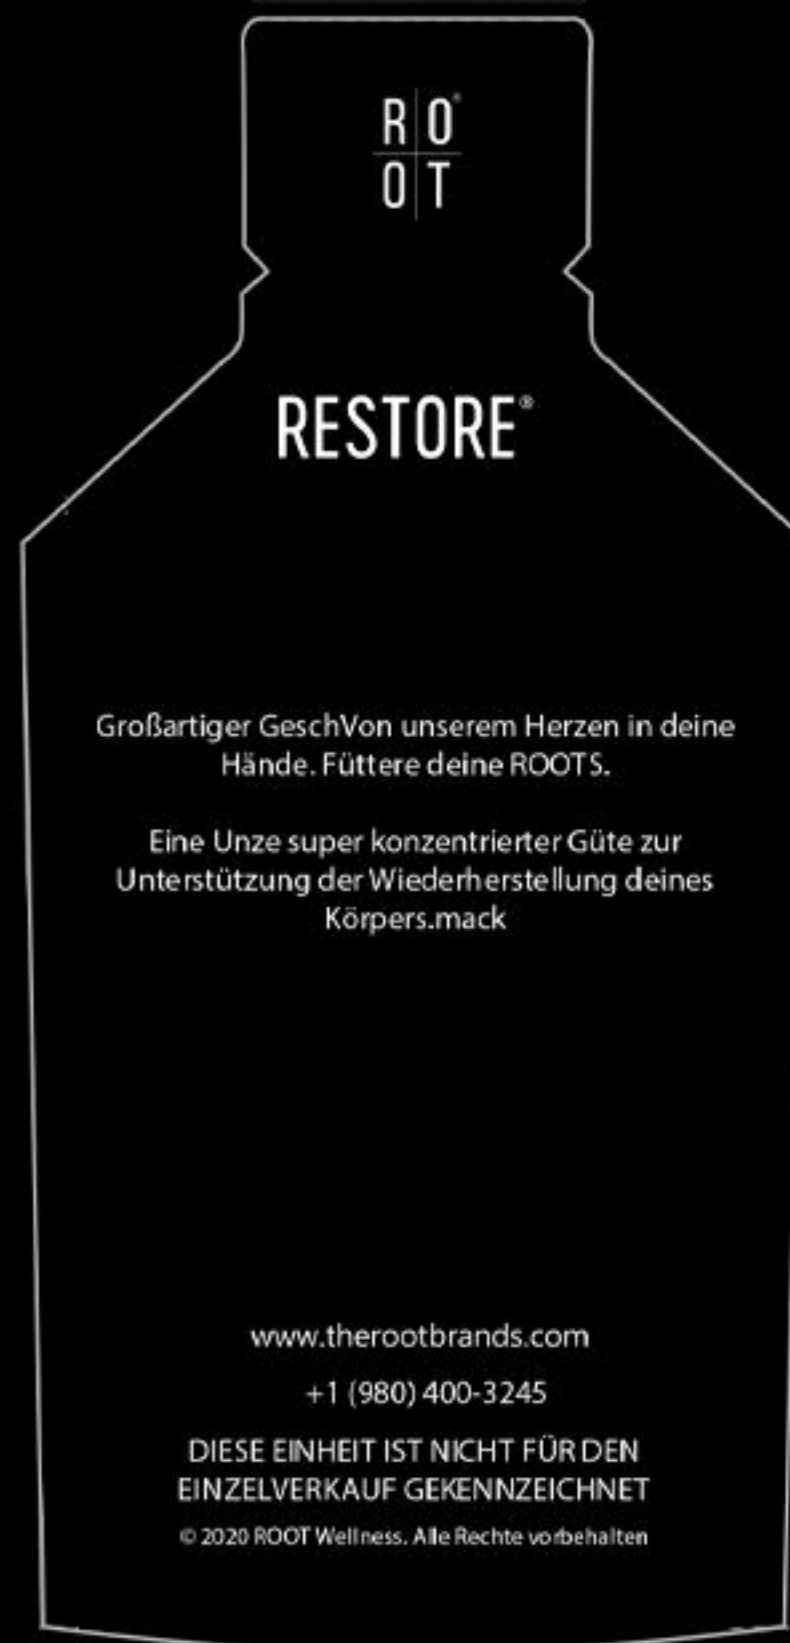 RO®
OT
RESTORE®
Großartiger GeschVon unserem Herzen in deine
Hände. Füttere deine ROOTS.
Eine Unze super konzentrierter Güte zur
Unterstützung der Wiederherstellung deines
Körpers.mack
www.therootbrands.com
+1 (980) 400-3245
DIESE EINHEIT IST NICHT FÜR DEN
EINZELVERKAUF GEKENNZEICHNET
© 2020 ROOT Wellness. Alle Rechte vorbehalten